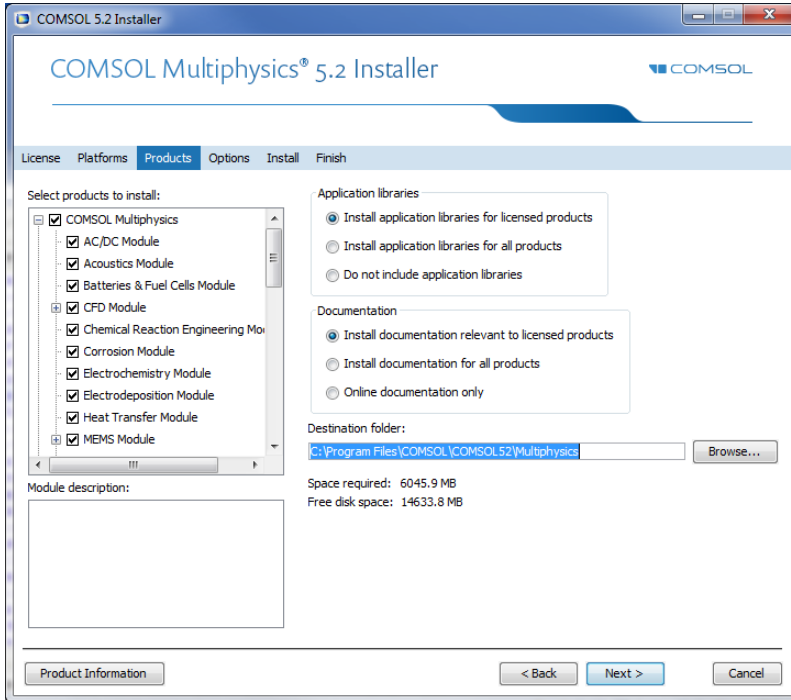 COMSOL 5.2 Installer
COMSOL Multiphysics® 5.2 Installer
COMSOL
License Platforms Products Options Install Finish
Select products to install:
COMSOL Multiphysics
AC/DC Module
Acoustics Module
Batteries & Fuel Cells Module
CFD Module
Chemical Reaction Engineering Mo
Corrosion Module
Electrochemistry Module
Electrodeposition Module
Heat Transfer Module
MEMS Module
Module description:
Application libraries
Install application libraries for licensed products
Install application libraries for all products
Do not include application libraries
Documentation
Install documentation relevant to licensed products
Install documentation for all products
Online documentation only
Destination folder:
C:\Program Files\COMSOL\COMSOL52\Multiphysics
Browse...
Space required: 6045.9 MB
Free disk space: 14633.8 MB
Product Information
< Back
Next >
Cancel